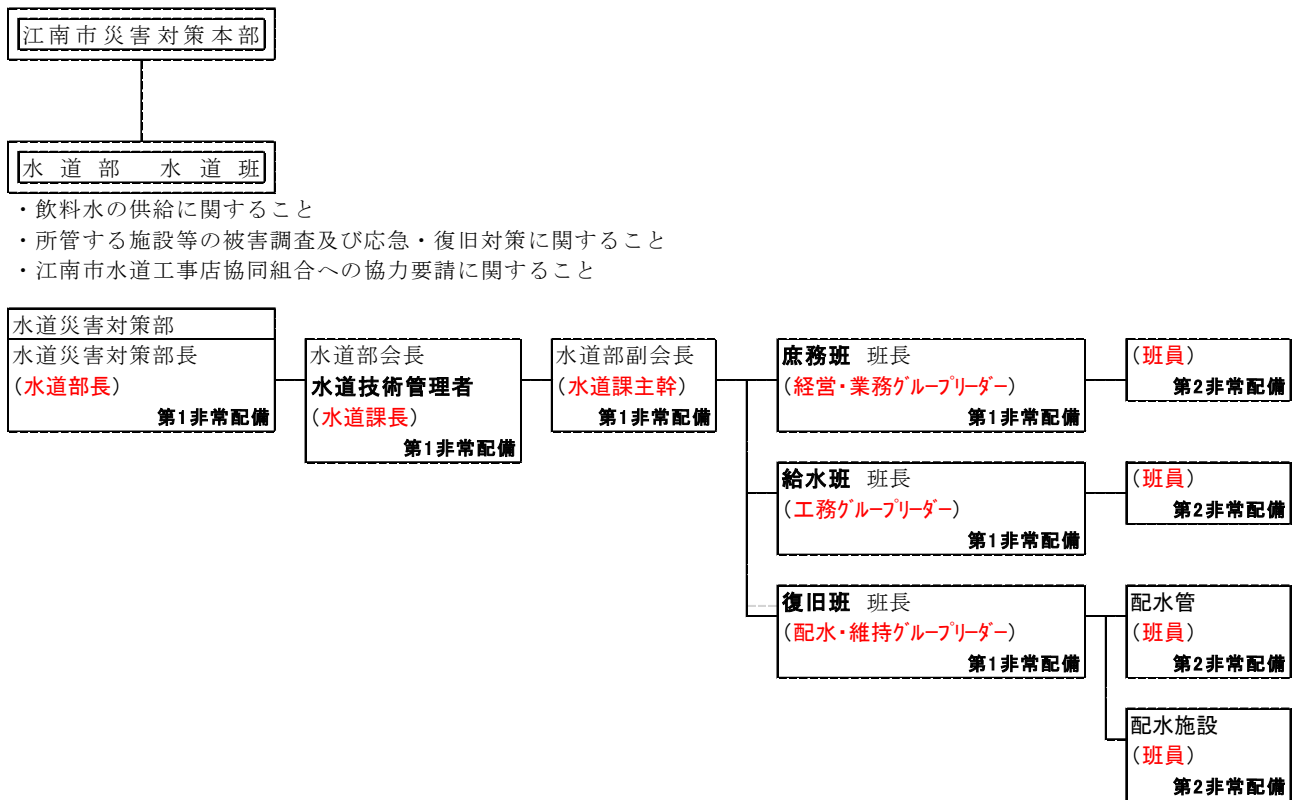 江南市災害対策本部
水道部　水道班
・飲料水の供給に関すること
・所管する施設等の被害調査及び応急・復旧対策に関すること
・江南市水道工事店協同組合への協力要請に関すること
水道災害対策部
水道災害対策部長
（水道部長）
第1非常配備
水道部会長
水道技術管理者
（水道課長）
第1非常配備
水道部副会長
（水道課主幹）
第1非常配備
庶務班　班長
（経営・業務ｸﾞﾙｰﾌﾟﾘｰﾀﾞｰ）
第1非常配備
（班員）
第2非常配備
給水班　班長
（工務ｸﾞﾙｰﾌﾟﾘｰﾀﾞｰ）
第1非常配備
（班員）
第2非常配備
復旧班　班長
（配水・維持ｸﾞﾙｰﾌﾟﾘｰﾀﾞｰ）
第1非常配備
配水管
（班員）
第2非常配備
配水施設
（班員）
第2非常配備